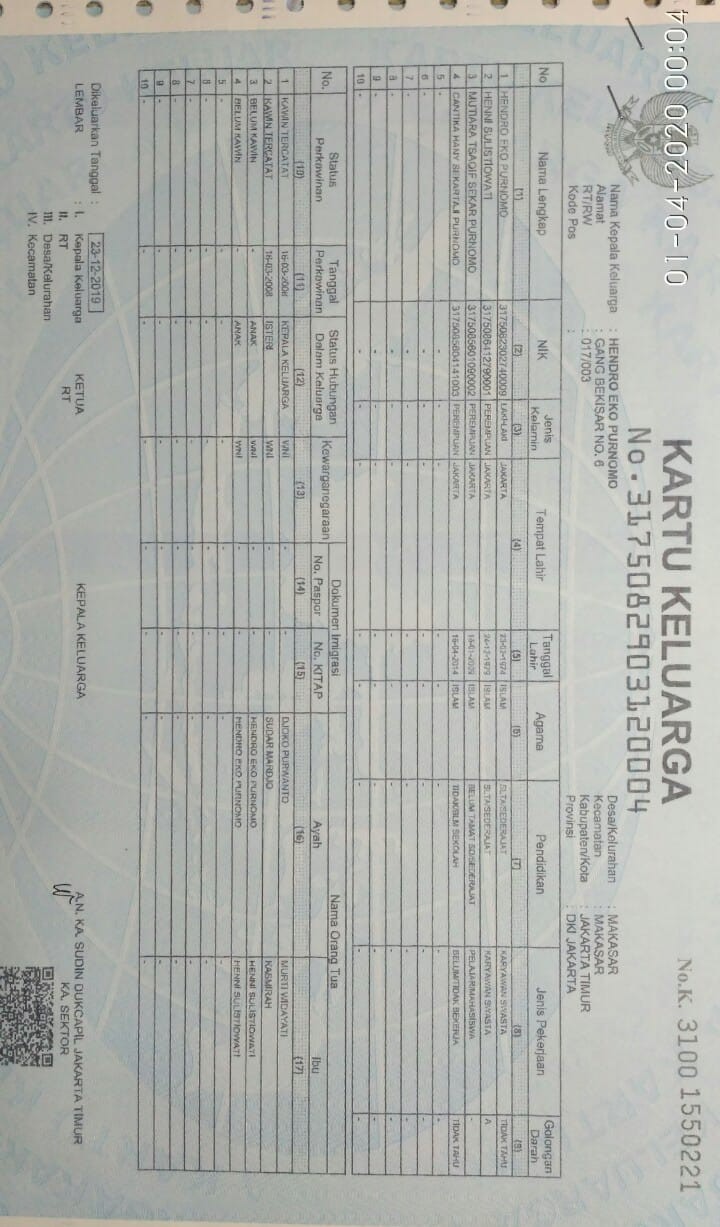 KARTU KELUARGA
No. 3175082903120004
No.K. 3100 1550221
01-04-2020 00:04
Nama Kepala Keluarga : HENDRO EKO PURNOMO
Alamat : GANG BEKISAR NO. 6
RT/RW : 017/003
Kode Pos :
Desa/Kelurahan : MAKASAR
Kecamatan : MAKASAR
Kabupaten/Kota : JAKARTA TIMUR
Provinsi : DKI JAKARTA
No Nama Lengkap NIK Jenis Kelamin Tempat Lahir Tanggal Lahir Agama Pendidikan Jenis Pekerjaan Golongan Darah
(1) (2) (3) (4) (5) (6) (7) (8) (9)
1 HENDRO EKO PURNOMO 3175082302740009 LAKI-LAKI JAKARTA 23-02-1974 ISLAM SLTA/SEDERAJAT KARYAWAN SWASTA TIDAK TAHU
2 HENNI SULISTIOWATI 3175086412790001 PEREMPUAN JAKARTA 24-12-1979 ISLAM SLTA/SEDERAJAT KARYAWAN SWASTA A
3 MUTIARA TSAQIF SEKAR PURNOMO 3175085601090002 PEREMPUAN JAKARTA 16-01-2009 ISLAM BELUM TAMAT SD/SEDERAJAT PELAJAR/MAHASISWA -
4 CANTIKA HANY SEKARTAJI PURNOMO 3175085604141003 PEREMPUAN JAKARTA 16-04-2014 ISLAM TIDAK/BLM SEKOLAH BELUM/TIDAK BEKERJA TIDAK TAHU
5 - - - - - - - - -
6 - - - - - - - - -
7 - - - - - - - - -
8 - - - - - - - - -
9 - - - - - - - - -
10 - - - - - - - - -
No. Status Perkawinan Tanggal Perkawinan Status Hubungan Dalam Keluarga Kewarganegaraan Dokumen Imigrasi Nama Orang Tua
No. Paspor No. KITAP Ayah Ibu
(10) (11) (12) (13) (14) (15) (16) (17)
1 KAWIN TERCATAT 16-03-2008 KEPALA KELUARGA WNI - - DJOKO PURWANTO MURTI WIDAYATI
2 KAWIN TERCATAT 16-03-2008 ISTERI WNI - - SUDAR MARDJO KASMIRAH
3 BELUM KAWIN - ANAK WNI - - HENDRO EKO PURNOMO HENNI SULISTIOWATI
4 BELUM KAWIN - ANAK WNI - - HENDRO EKO PURNOMO HENNI SULISTIOWATI
5 - - - - - - - -
6 - - - - - - - -
7 - - - - - - - -
8 - - - - - - - -
9 - - - - - - - -
10 - - - - - - - -
Dikeluarkan Tanggal : 23-12-2019
LEMBAR : I. Kepala Keluarga
II. RT
III. Desa/Kelurahan
IV. Kecamatan
KETUA RT
KEPALA KELUARGA
A.N. KA. SUDIN DUKCAPIL JAKARTA TIMUR
KA. SEKTOR